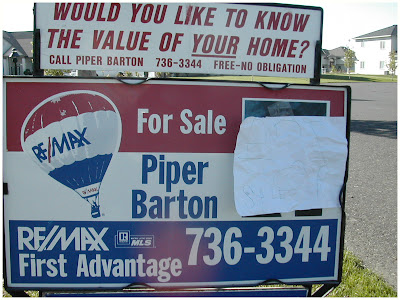 WOULD YOU LIKE TO KNOW
THE VALUE OF YOUR HOME?
CALL PIPER BARTON 736-3344 FREE-NO OBLIGATION
RE/MAX
For Sale
Piper
Barton
RE/MAX MLS 736-3344
First Advantage